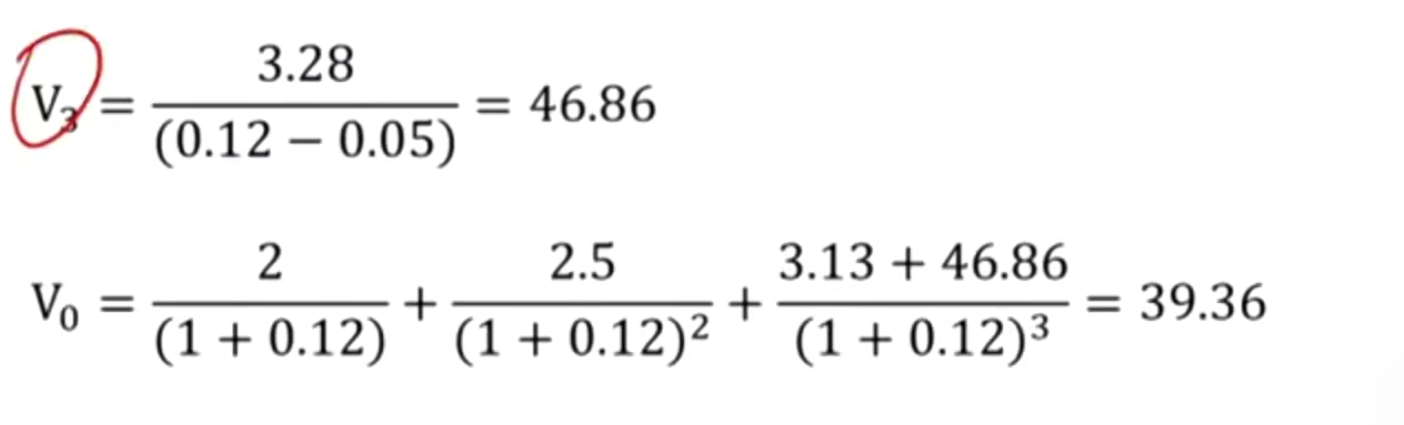 V₃ = 3.28 / (0.12 − 0.05) = 46.86
V₀ = 2 / (1 + 0.12) + 2.5 / (1 + 0.12)² + 3.13 + 46.86 / (1 + 0.12)³ = 39.36